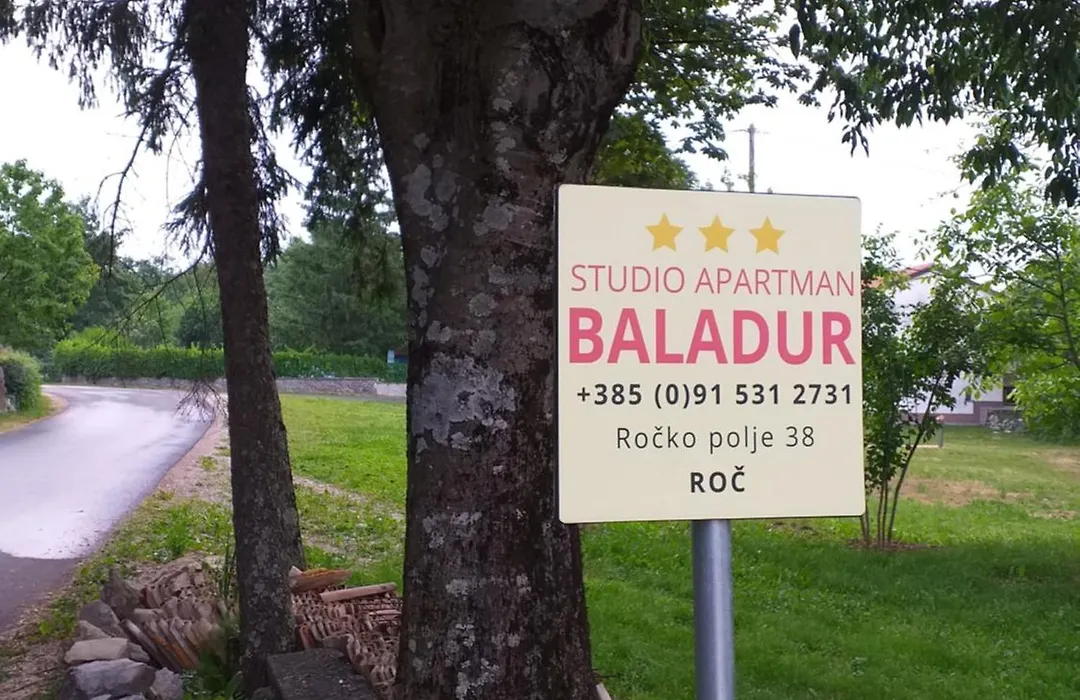 STUDIO APARTMAN
BALADUR
+385 (0)91 531 2731
Ročko polje 38
ROČ